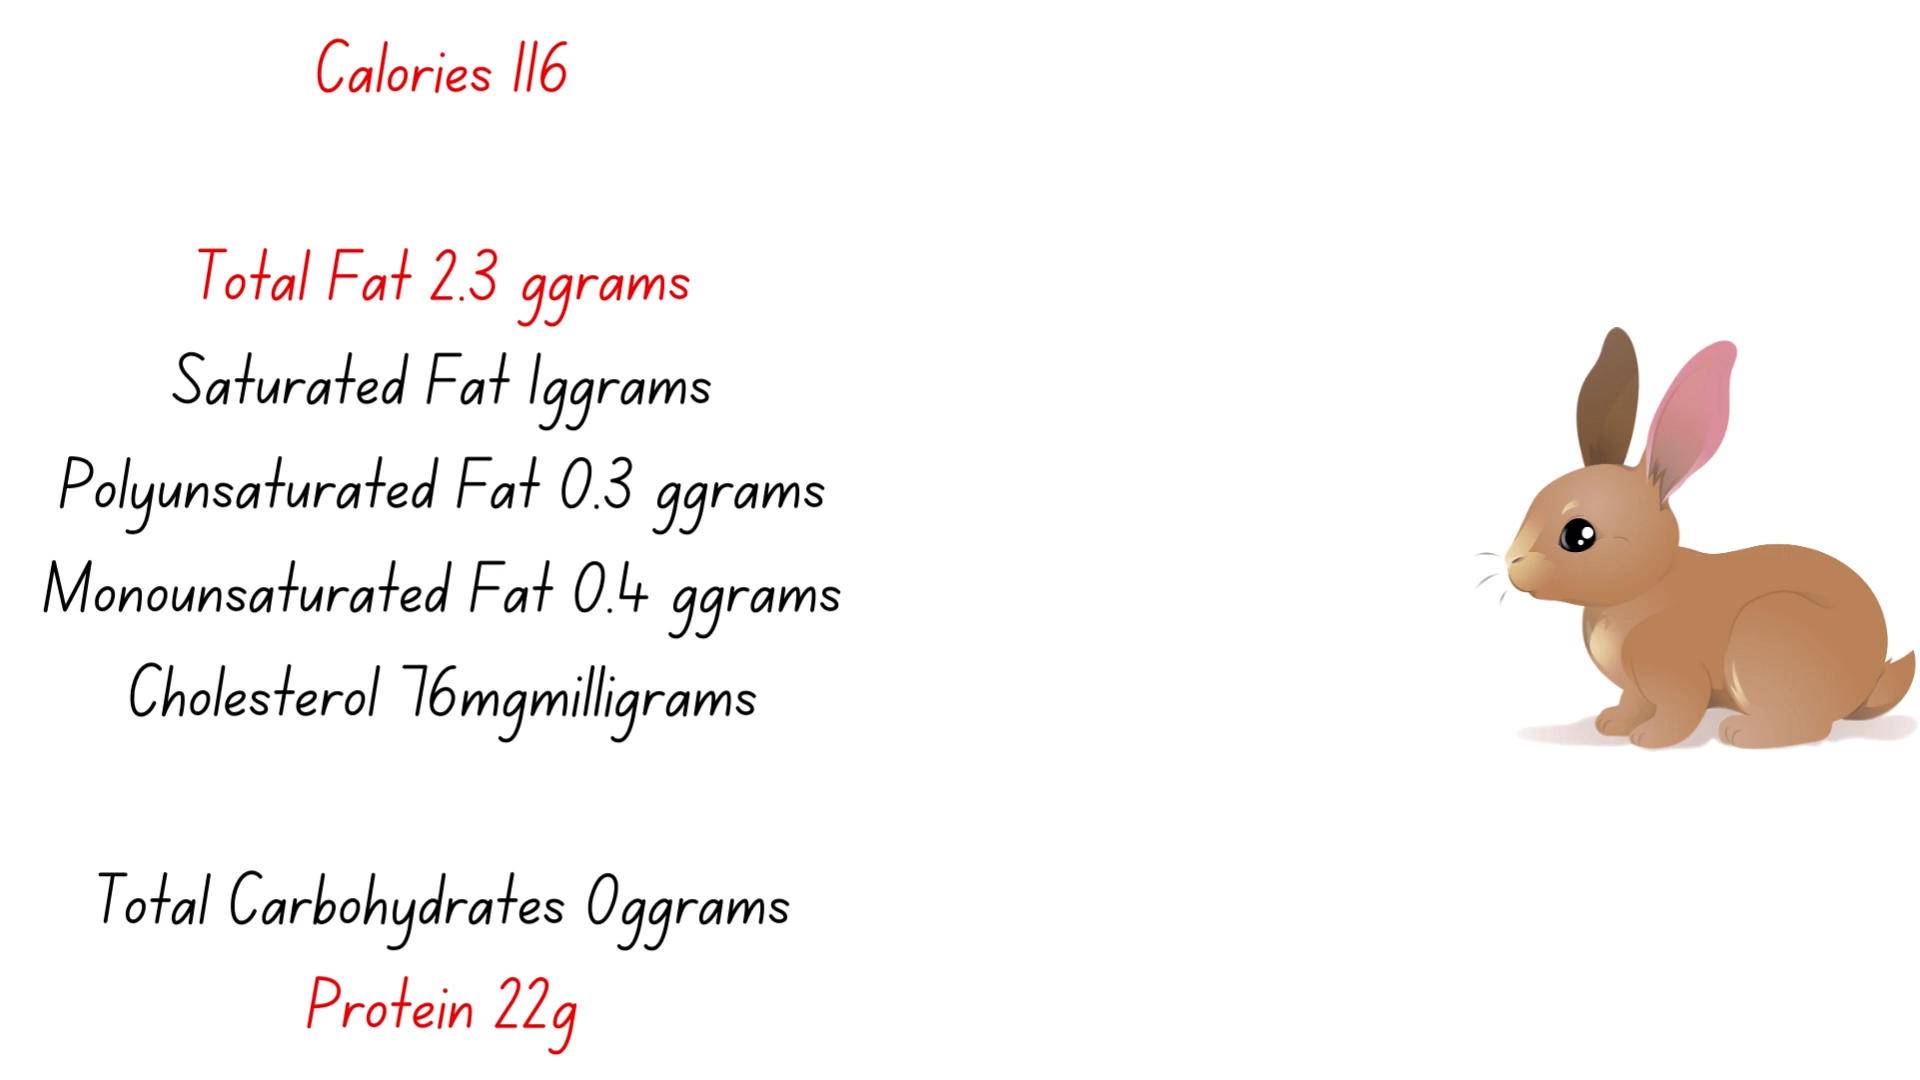 Calories 116
Total Fat 2.3 ggrams
Saturated Fat 1ggrams
Polyunsaturated Fat 0.3 ggrams
Monounsaturated Fat 0.4 ggrams
Cholesterol 76mgmilligrams
Total Carbohydrates 0ggrams
Protein 22g